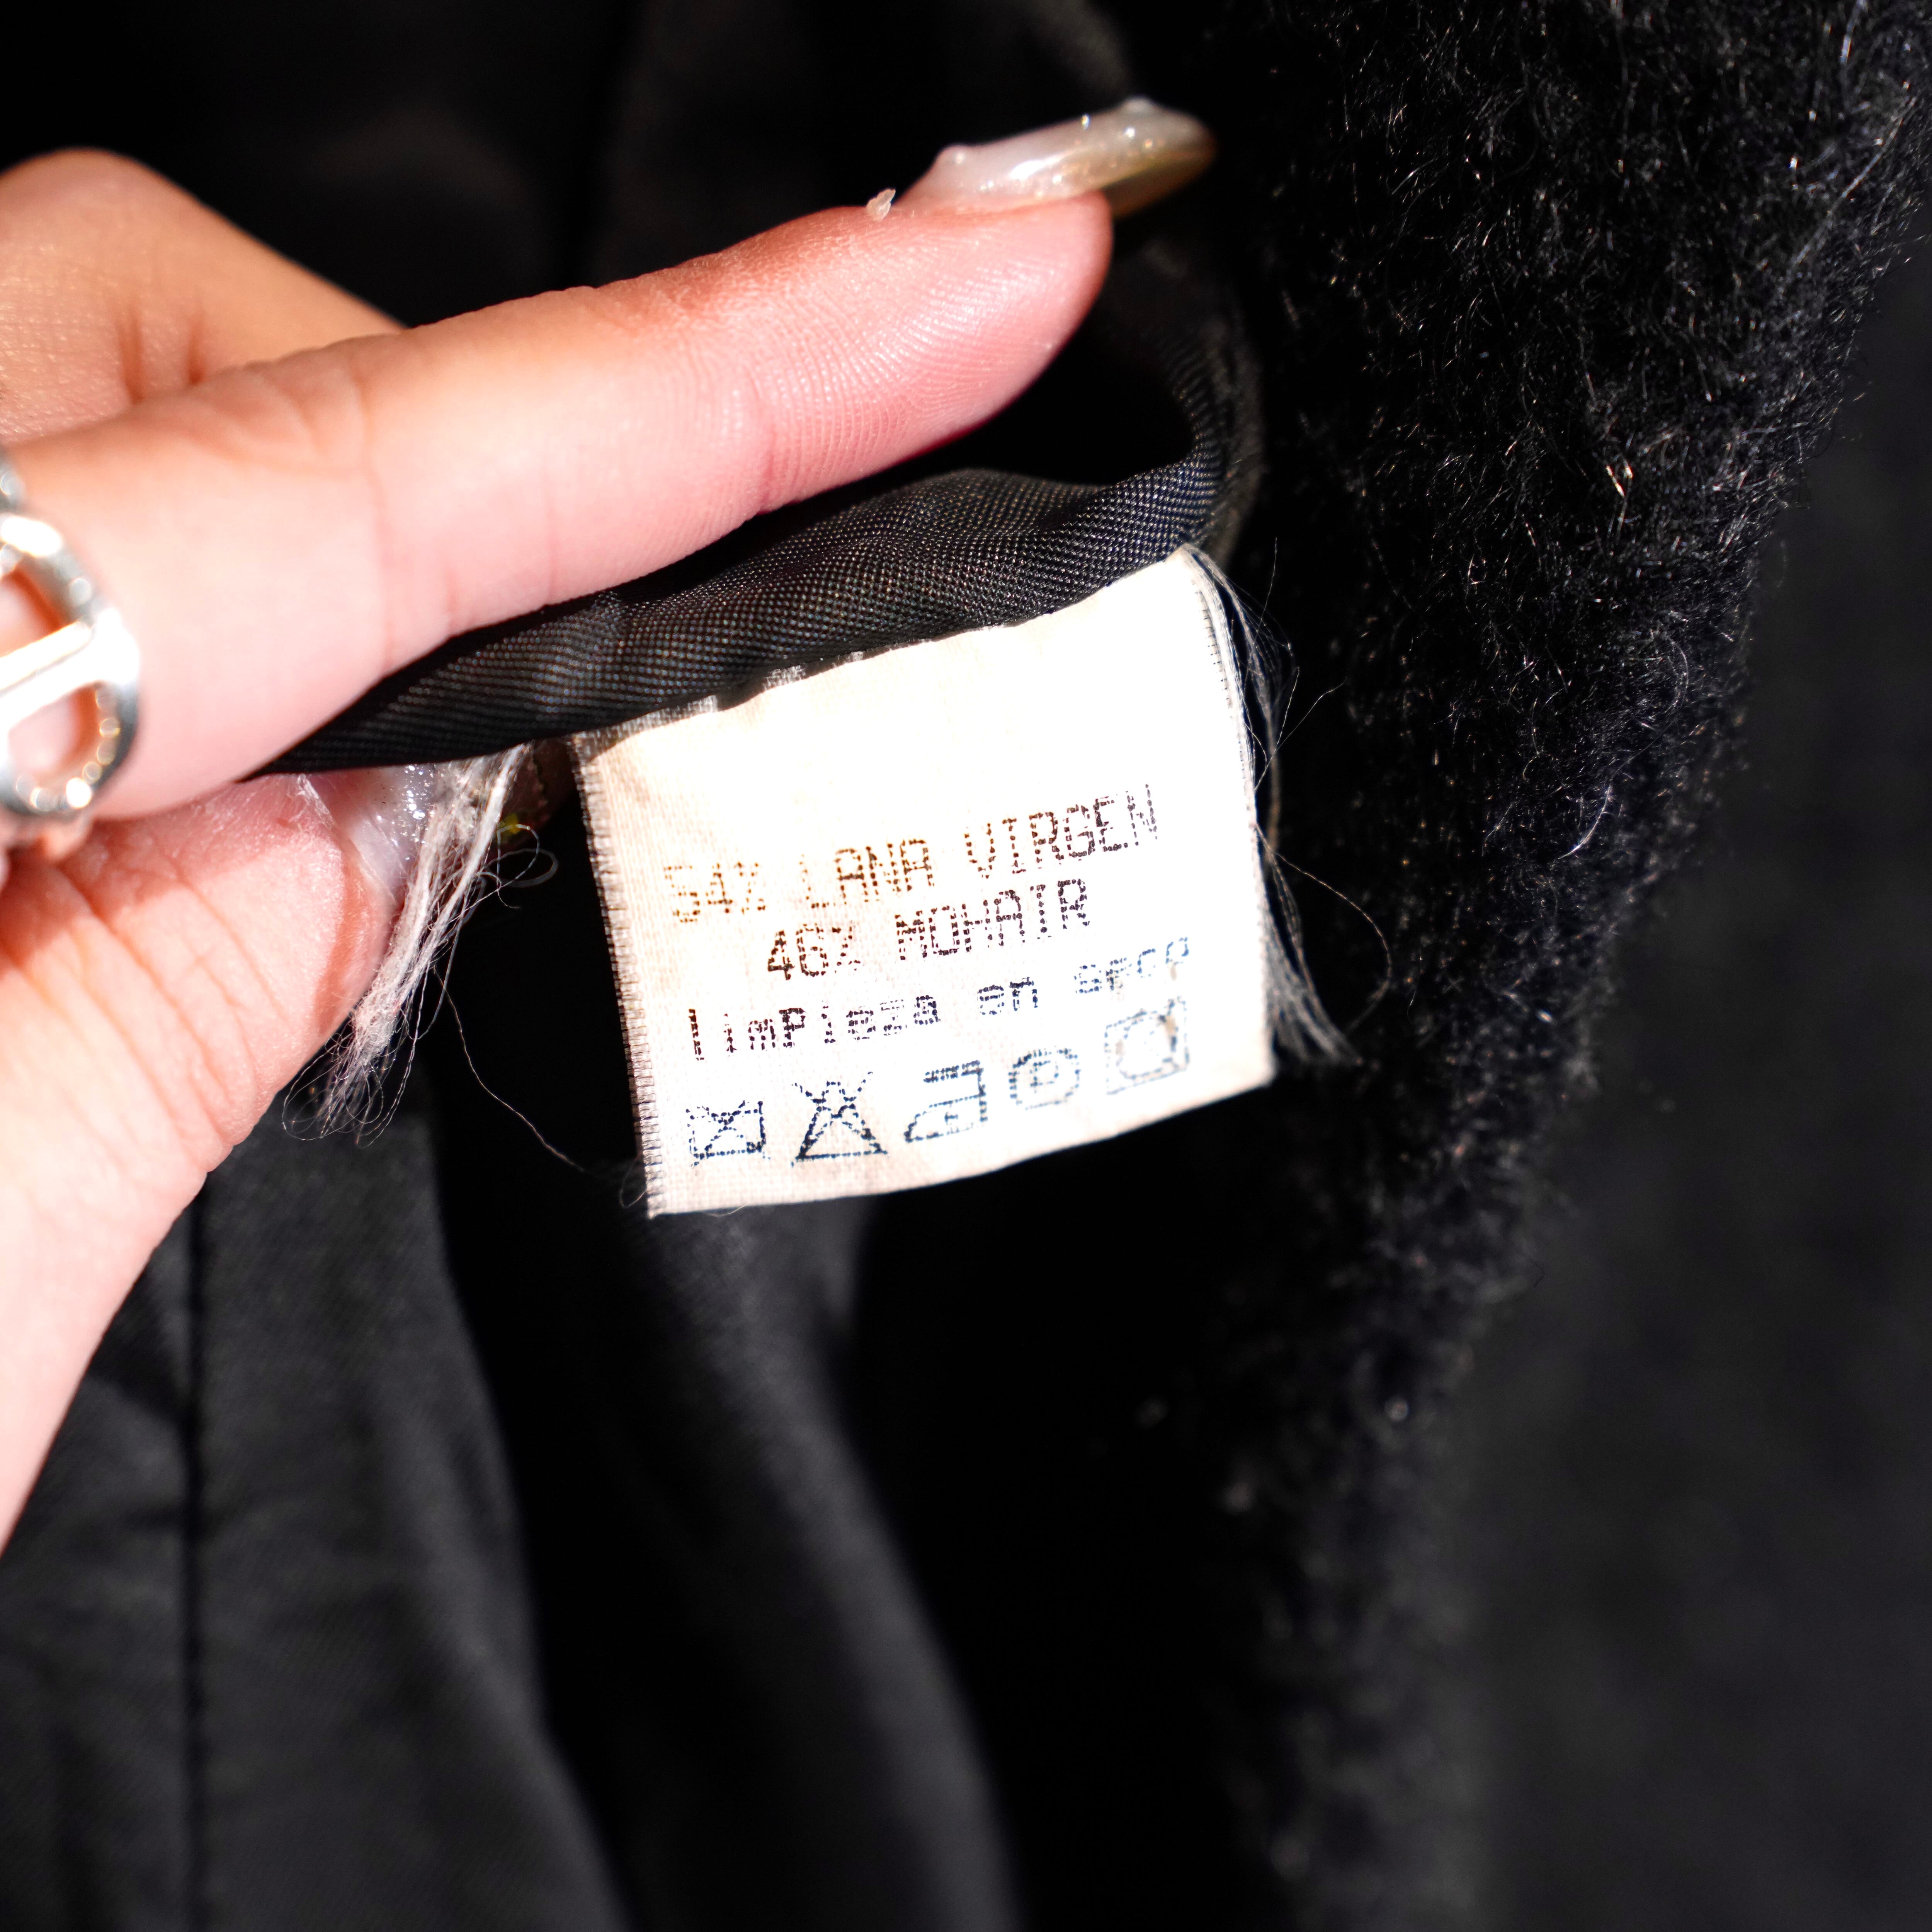 54% LANA VIRGEN
46% MOHAIR
limpieza en seco
P